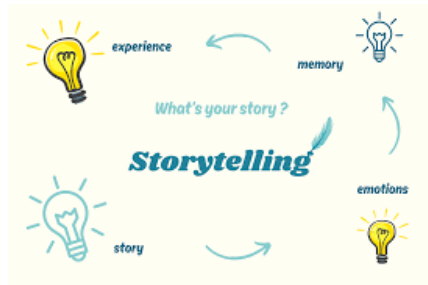 experience
memory
What's your story ?
Storytelling
emotions
story